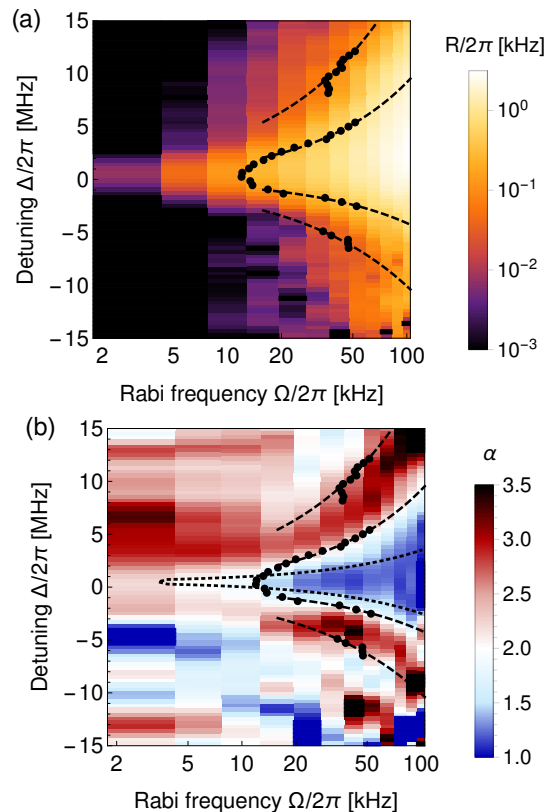 (a)
R/2π [kHz]
15
10
5
0
−5
−10
−15
Detuning Δ/2π [MHz]
10⁰
10⁻¹
10⁻²
10⁻³
2 5 10 20 50 100
Rabi frequency Ω/2π [kHz]
(b)
α
15
10
5
0
−5
−10
−15
Detuning Δ/2π [MHz]
3.5
3.0
2.5
2.0
1.5
1.0
2 5 10 20 50 100
Rabi frequency Ω/2π [kHz]